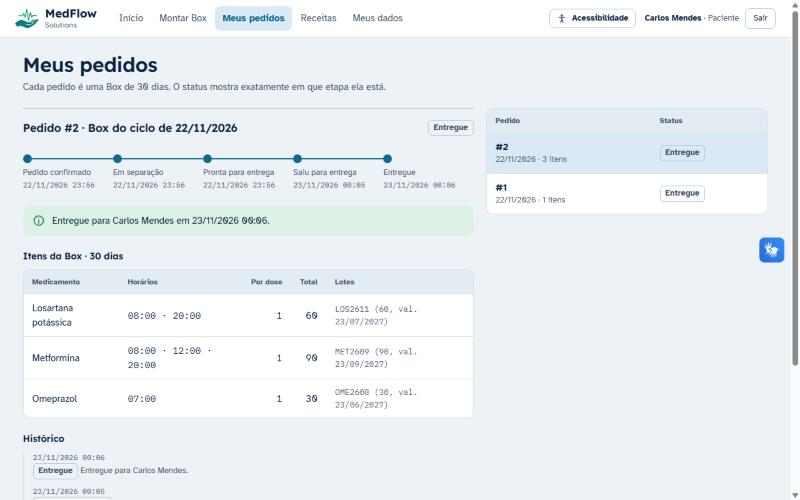 MedFlow
Solutions
Início
Montar Box
Meus pedidos
Receitas
Meus dados
Acessibilidade
Carlos Mendes · Paciente
Sair
Meus pedidos
Cada pedido é uma Box de 30 dias. O status mostra exatamente em que etapa ela está.
Pedido #2 · Box do ciclo de 22/11/2026
Entregue
Pedido confirmado
22/11/2026 23:56
Em separação
22/11/2026 23:56
Pronta para entrega
22/11/2026 23:56
Saiu para entrega
23/11/2026 00:05
Entregue
23/11/2026 00:06
Entregue para Carlos Mendes em 23/11/2026 00:06.
Itens da Box · 30 dias
Medicamento Horários Por dose Total Lotes
Losartana potássica 08:00 · 20:00 1 60 LOS2611 (60, val. 23/07/2027)
Metformina 08:00 · 12:00 · 20:00 1 90 MET2609 (90, val. 23/09/2027)
Omeprazol 07:00 1 30 OME2608 (30, val. 23/06/2027)
Histórico
23/11/2026 00:06
Entregue Entregue para Carlos Mendes.
23/11/2026 00:05
Pedido Status
#2
22/11/2026 · 3 itens
Entregue
#1
22/11/2026 · 1 itens
Entregue